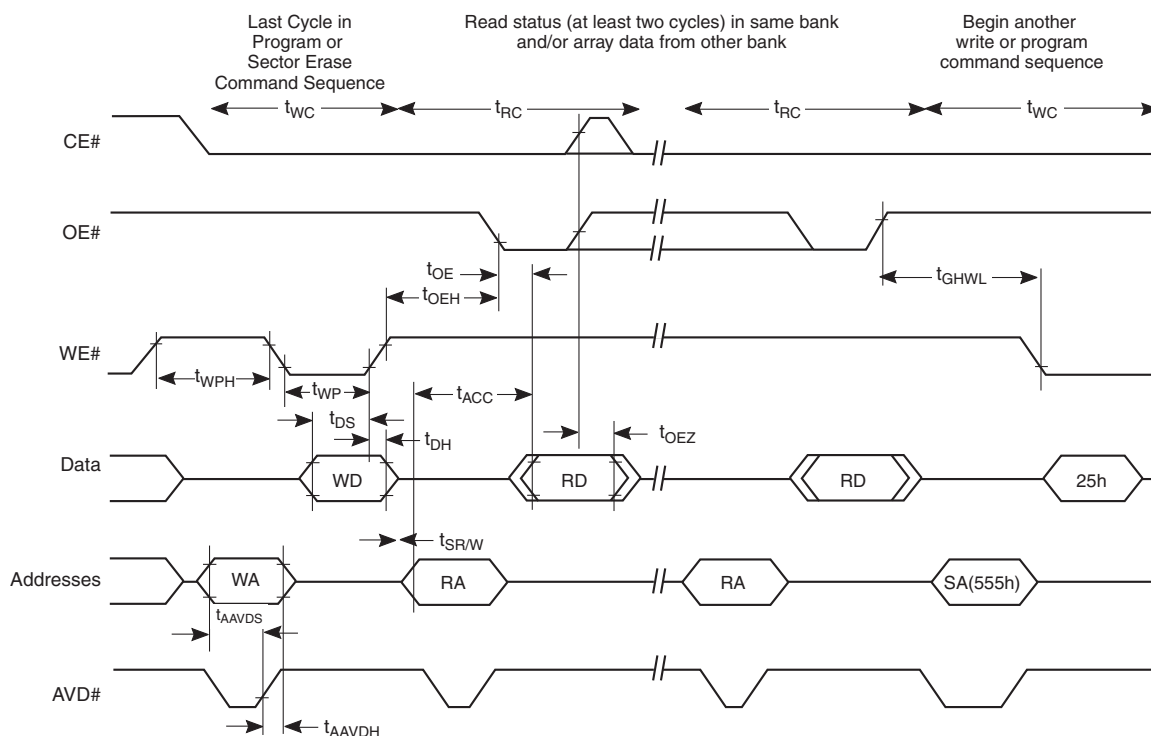 Last Cycle in
Program or
Sector Erase
Command Sequence
Read status (at least two cycles) in same bank
and/or array data from other bank
Begin another
write or program
command sequence
tWC
tRC
tRC
tWC
CE#
OE#
tOE
tOEH
tGHWL
WE#
tWPH
tWP
tACC
tDS
tDH
tOEZ
Data
WD
RD
RD
25h
tSR/W
Addresses
WA
RA
RA
SA(555h)
tAAVDS
AVD#
tAAVDH